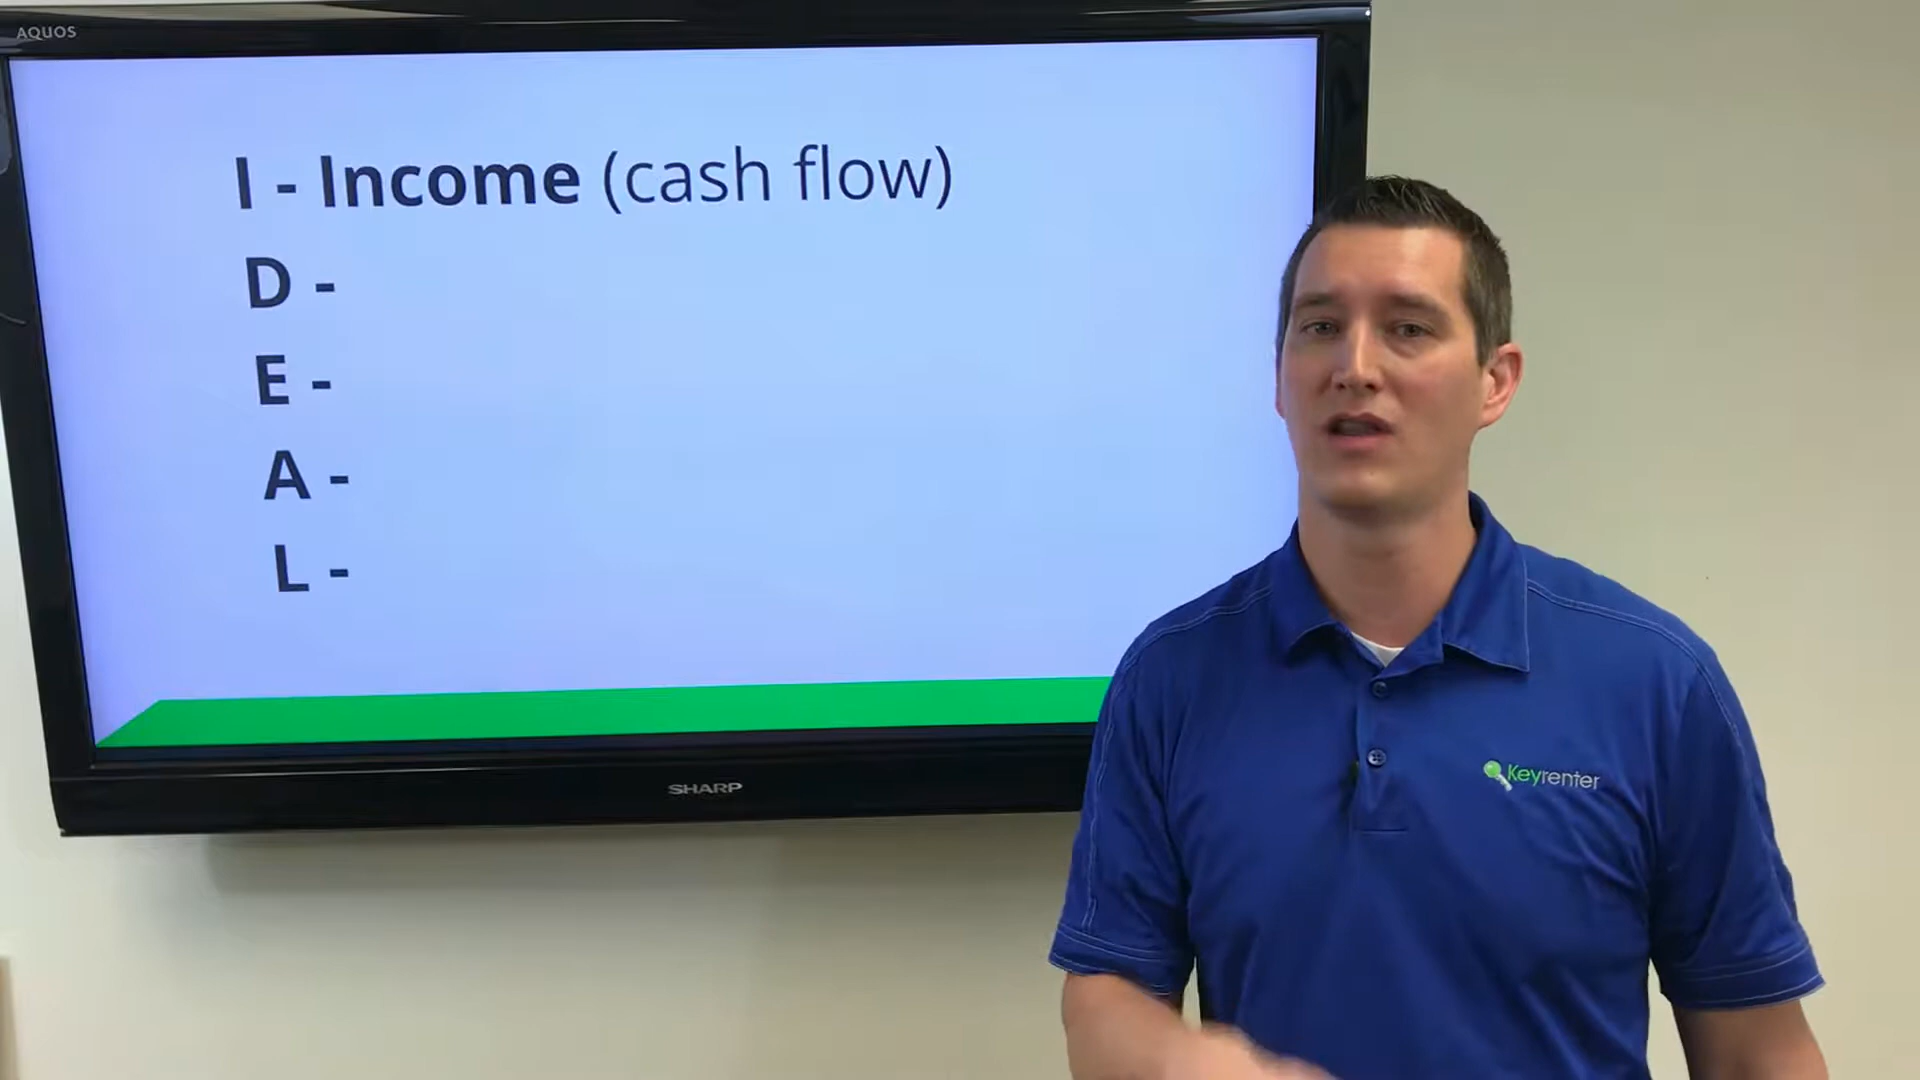 AQUOS
I - Income (cash flow)
D -
E -
A -
L -
SHARP
Keyrenter